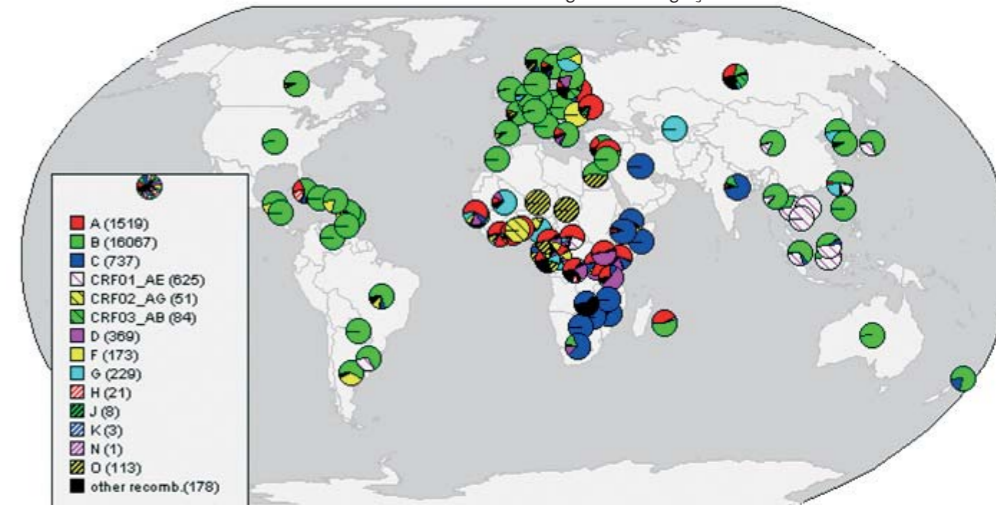 A (1519)
B (16067)
C (737)
CRF01_AE (625)
CRF02_AG (51)
CRF03_AB (84)
D (369)
F (173)
G (229)
H (21)
J (8)
K (3)
N (1)
O (113)
other recomb.(178)